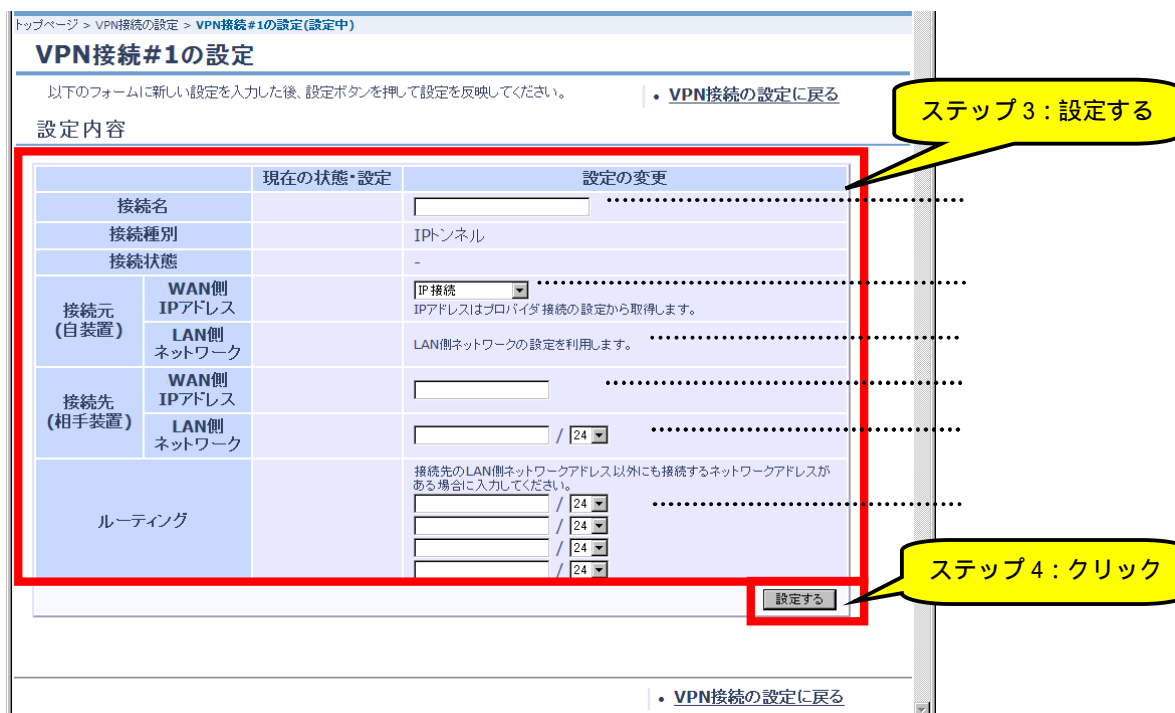 トップページ > VPN接続の設定 > VPN接続#1の設定(設定中)
VPN接続#1の設定
以下のフォームに新しい設定を入力した後、設定ボタンを押して設定を反映してください。
• VPN接続の設定に戻る
ステップ3：設定する
設定内容
現在の状態・設定 設定の変更
接続名
接続種別 IPトンネル
接続状態 -
接続元
(自装置)
WAN側
IPアドレス
IP接続
IPアドレスはプロバイダ接続の設定から取得します。
LAN側
ネットワーク
LAN側ネットワークの設定を利用します。
接続先
(相手装置)
WAN側
IPアドレス
LAN側
ネットワーク
/ 24
ルーティング
接続先のLAN側ネットワークアドレス以外にも接続するネットワークアドレスが
ある場合に入力してください。
/ 24
/ 24
/ 24
/ 24
ステップ4：クリック
設定する
• VPN接続の設定に戻る